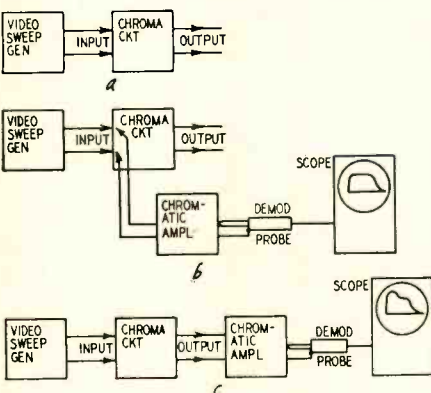 VIDEO
SWEEP
GEN
INPUT
CHROMA
CKT
OUTPUT
a
VIDEO
SWEEP
GEN
INPUT
CHROMA
CKT
OUTPUT
CHROM-
ATIC
AMPL
DEMOD
PROBE
SCOPE
b
VIDEO
SWEEP
GEN
INPUT
CHROMA
CKT
OUTPUT
CHROM-
ATIC
AMPL
DEMOD
PROBE
SCOPE
c